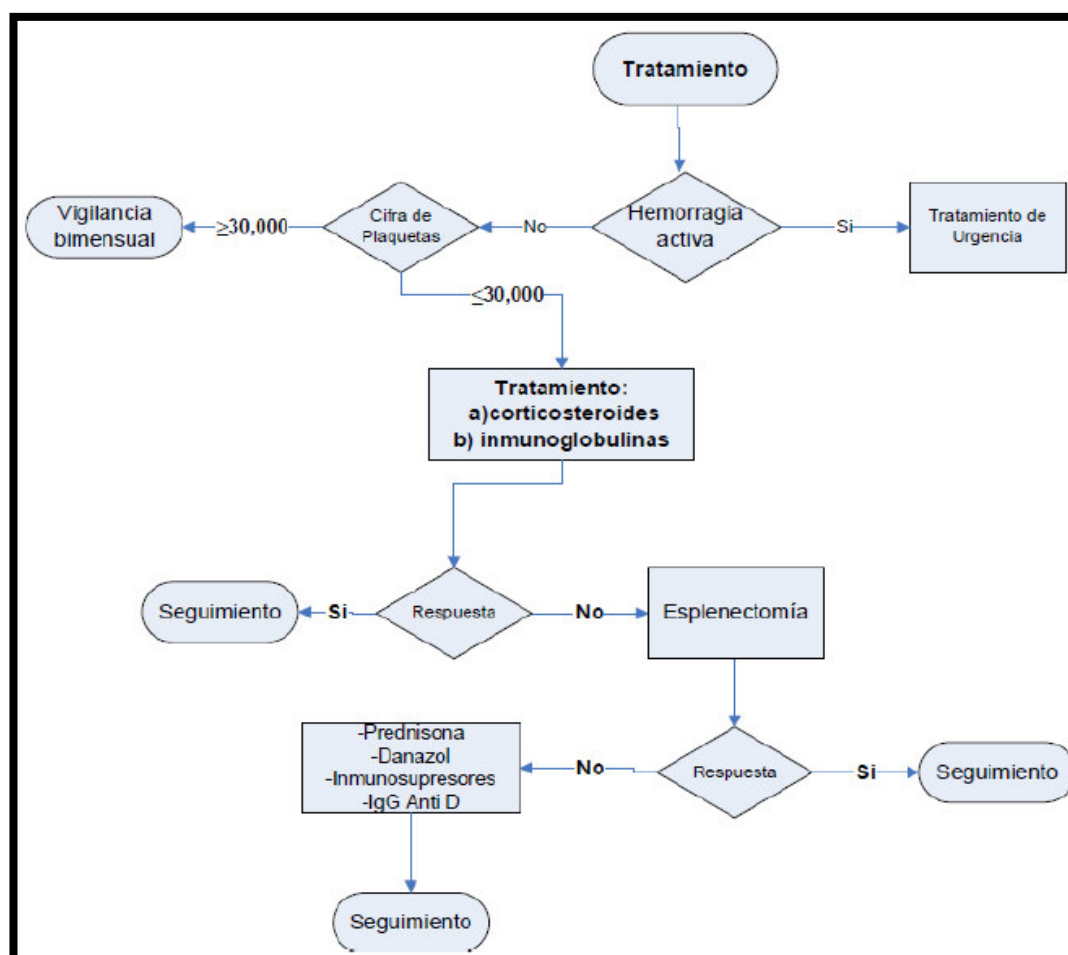 Tratamiento
Hemorragia
activa
Si
Tratamiento de
Urgencia
No
Cifra de
Plaquetas
≥30,000
Vigilancia
bimensual
≤30,000
Tratamiento:
a)corticosteroides
b) inmunoglobulinas
Respuesta
Si
Seguimiento
No
Esplenectomía
Respuesta
Si
Seguimiento
No
-Prednisona
-Danazol
-Inmunosupresores
-IgG Anti D
Seguimiento